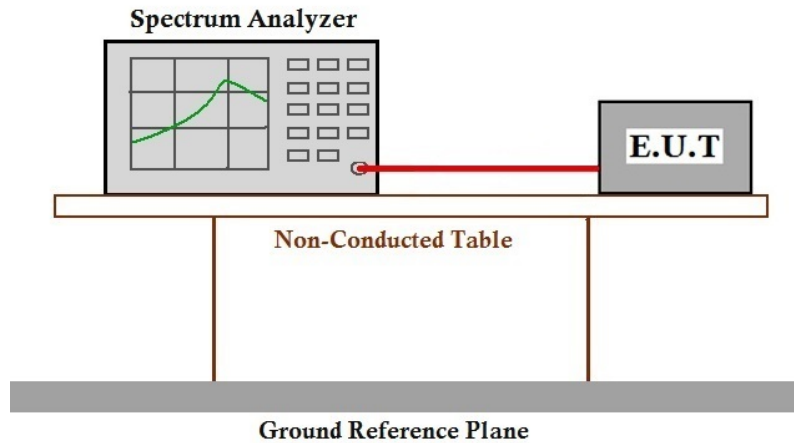 Spectrum Analyzer
E.U.T
Non-Conducted Table
Ground Reference Plane